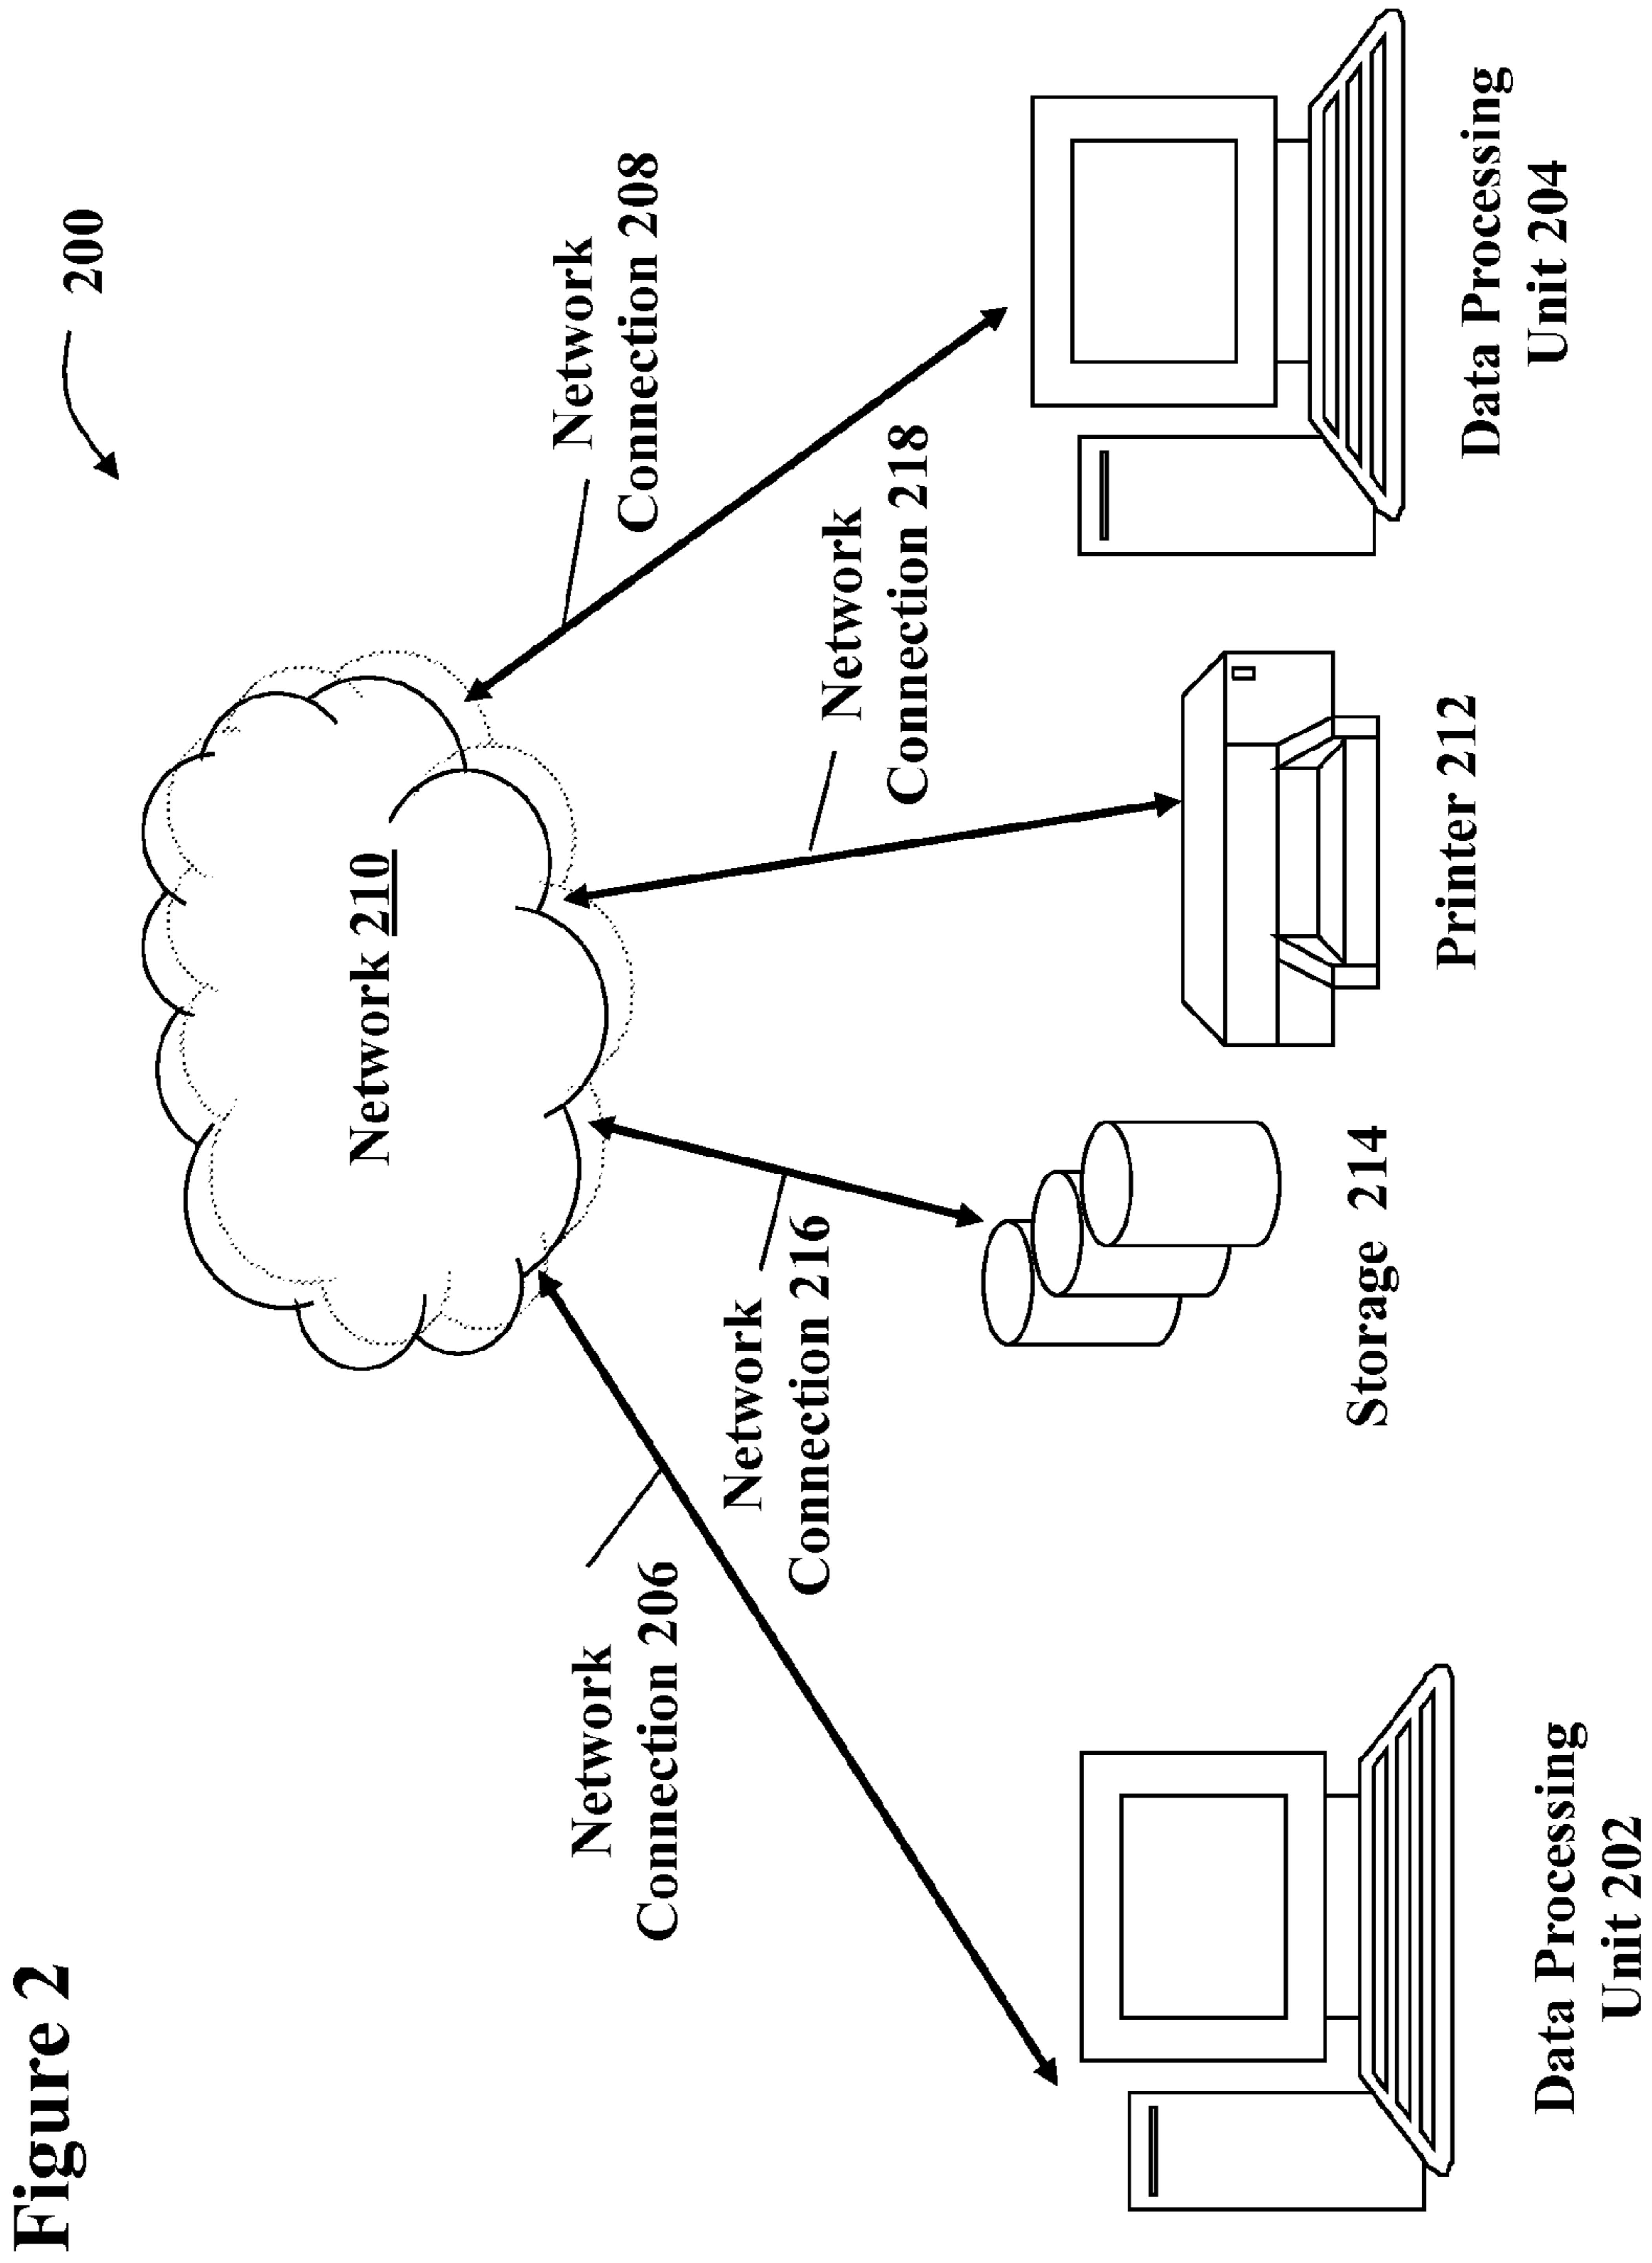 Figure 2
200
Network 210
Network
Connection 206
Network
Connection 216
Network
Connection 218
Network
Connection 208
Data Processing
Unit 202
Storage 214
Printer 212
Data Processing
Unit 204